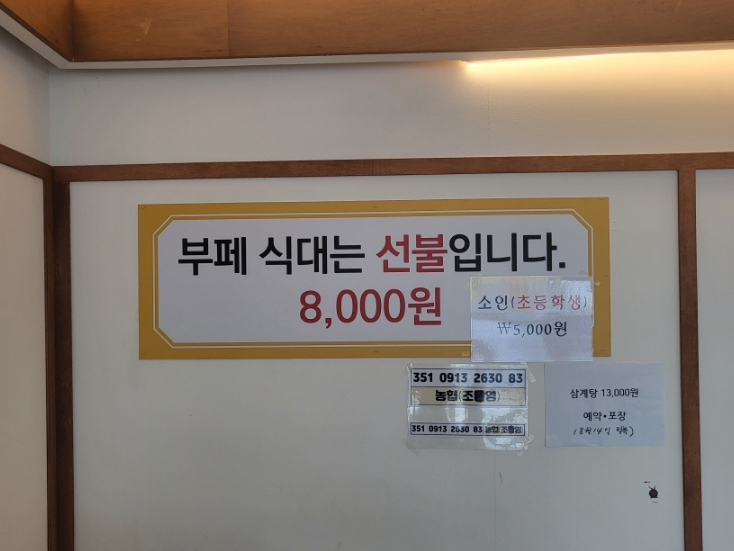 부페 식대는 선불입니다.
8,000원
소인(초등학생)
₩5,000원
351 0913 2630 83
농협(조
351 0913 2630 83 농협
삼계탕 13,000원
예약•포장